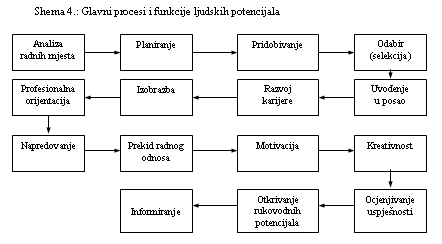 Shema 4.: Glavni procesi i funkcije ljudskih potencijala
Analiza
radnih mjesta
Planiranje
Pridobivanje
Odabir
(selekcija)
Profesionalna
orijentacija
Izobrazba
Razvoj
karijere
Uvođenje
u posao
Napredovanje
Prekid radnog
odnosa
Motivacija
Kreativnost
Informiranje
Otkrivanje
rukovodnih
potencijala
Ocjenjivanje
uspješnosti